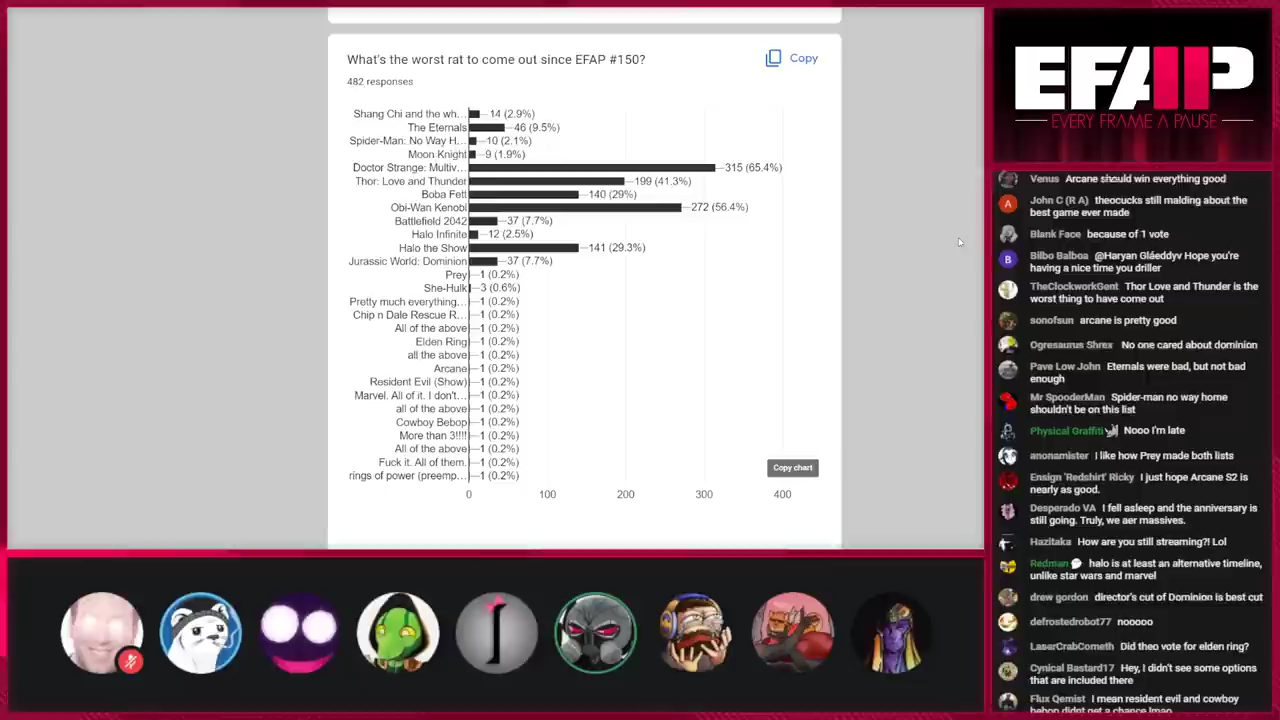 What's the worst rat to come out since EFAP #150?
Copy
482 responses
Shang Chi and the wh... 14 (2.9%)
The Eternals 46 (9.5%)
Spider-Man: No Way H... 10 (2.1%)
Moon Knight 9 (1.9%)
Doctor Strange: Multiv... 315 (65.4%)
Thor: Love and Thunder 199 (41.3%)
Boba Fett 140 (29%)
Obi-Wan Kenobi 272 (56.4%)
Battlefield 2042 37 (7.7%)
Halo Infinite 12 (2.5%)
Halo the Show 141 (29.3%)
Jurassic World: Dominion 37 (7.7%)
Prey 1 (0.2%)
She-Hulk 3 (0.6%)
Pretty much everything... 1 (0.2%)
Chip n Dale Rescue R... 1 (0.2%)
All of the above 1 (0.2%)
Elden Ring 1 (0.2%)
all the above 1 (0.2%)
Arcane 1 (0.2%)
Resident Evil (Show) 1 (0.2%)
Marvel. All of it. I don't... 1 (0.2%)
all of the above 1 (0.2%)
Cowboy Bebop 1 (0.2%)
More than 3!!!! 1 (0.2%)
All of the above 1 (0.2%)
Fuck it. All of them. 1 (0.2%)
rings of power (preemp... 1 (0.2%)
0 100 200 300 400
Copy chart
EFAP
EVERY FRAME A PAUSE
Venus Arcane should win everything good
John C (R A) theocucks still malding about the
best game ever made
Blank Face because of 1 vote
Bilbo Balboa @Haryan Gláeddyv Hope you're
having a nice time you driller
TheClockworkGent Thor Love and Thunder is the
worst thing to have come out
sonofsun arcane is pretty good
Ogresaurus Shrex No one cared about dominion
Pave Low John Eternals were bad, but not bad
enough
Mr SpooderMan Spider-man no way home
shouldn't be on this list
Physical Graffiti Nooo I'm late
anonamister I like how Prey made both lists
Ensign 'Redshirt' Ricky I just hope Arcane S2 is
nearly as good.
Desperado VA I fell asleep and the anniversary is
still going. Truly, we aer massives.
Hazitaka How are you still streaming?! Lol
Redman halo is at least an alternative timeline,
unlike star wars and marvel
drew gordon director's cut of Dominion is best cut
defrostedrobot77 nooooo
LaserCrabCometh Did theo vote for elden ring?
Cynical Bastard17 Hey, I didn't see some options
that are included there
Flux Qemist I mean resident evil and cowboy
bebop didnt get a chance lmao